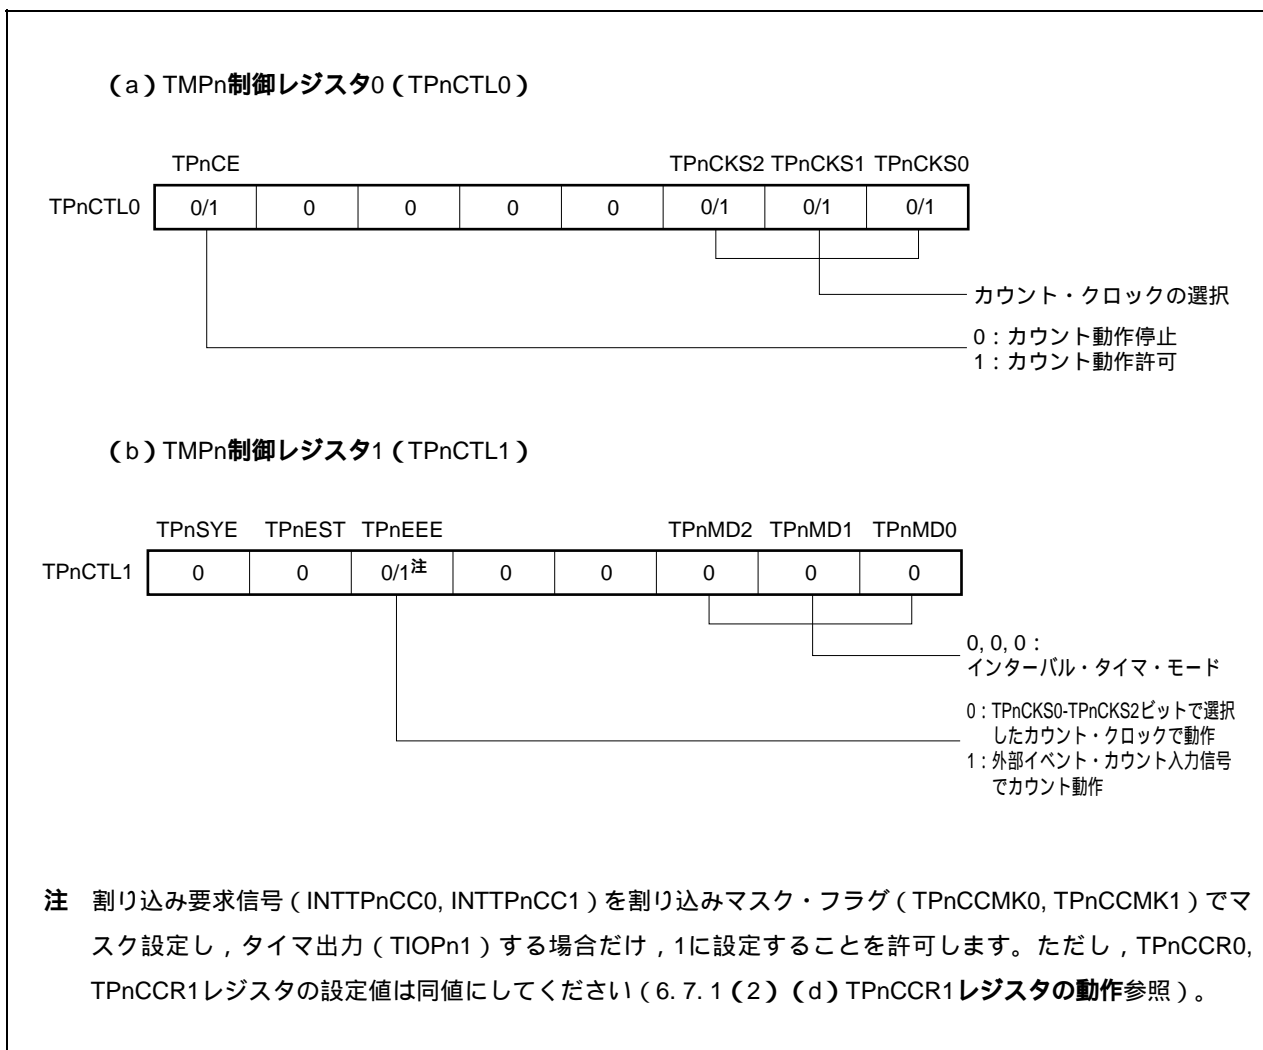 （a）TMPn制御レジスタ0（TPnCTL0）
TPnCE TPnCKS2 TPnCKS1 TPnCKS0
TPnCTL0 0/1 0 0 0 0 0/1 0/1 0/1
カウント・クロックの選択
0：カウント動作停止
1：カウント動作許可
（b）TMPn制御レジスタ1（TPnCTL1）
TPnSYE TPnEST TPnEEE TPnMD2 TPnMD1 TPnMD0
TPnCTL1 0 0 0/1注 0 0 0 0 0
0, 0, 0：
インターバル・タイマ・モード
0：TPnCKS0-TPnCKS2ビットで選択
したカウント・クロックで動作
1：外部イベント・カウント入力信号
でカウント動作
注 割り込み要求信号（INTTPnCC0, INTTPnCC1）を割り込みマスク・フラグ（TPnCCMK0, TPnCCMK1）でマ
スク設定し，タイマ出力（TIOPn1）する場合だけ，1に設定することを許可します。ただし，TPnCCR0,
TPnCCR1レジスタの設定値は同値にしてください（6. 7. 1（2）（d）TPnCCR1レジスタの動作参照）。